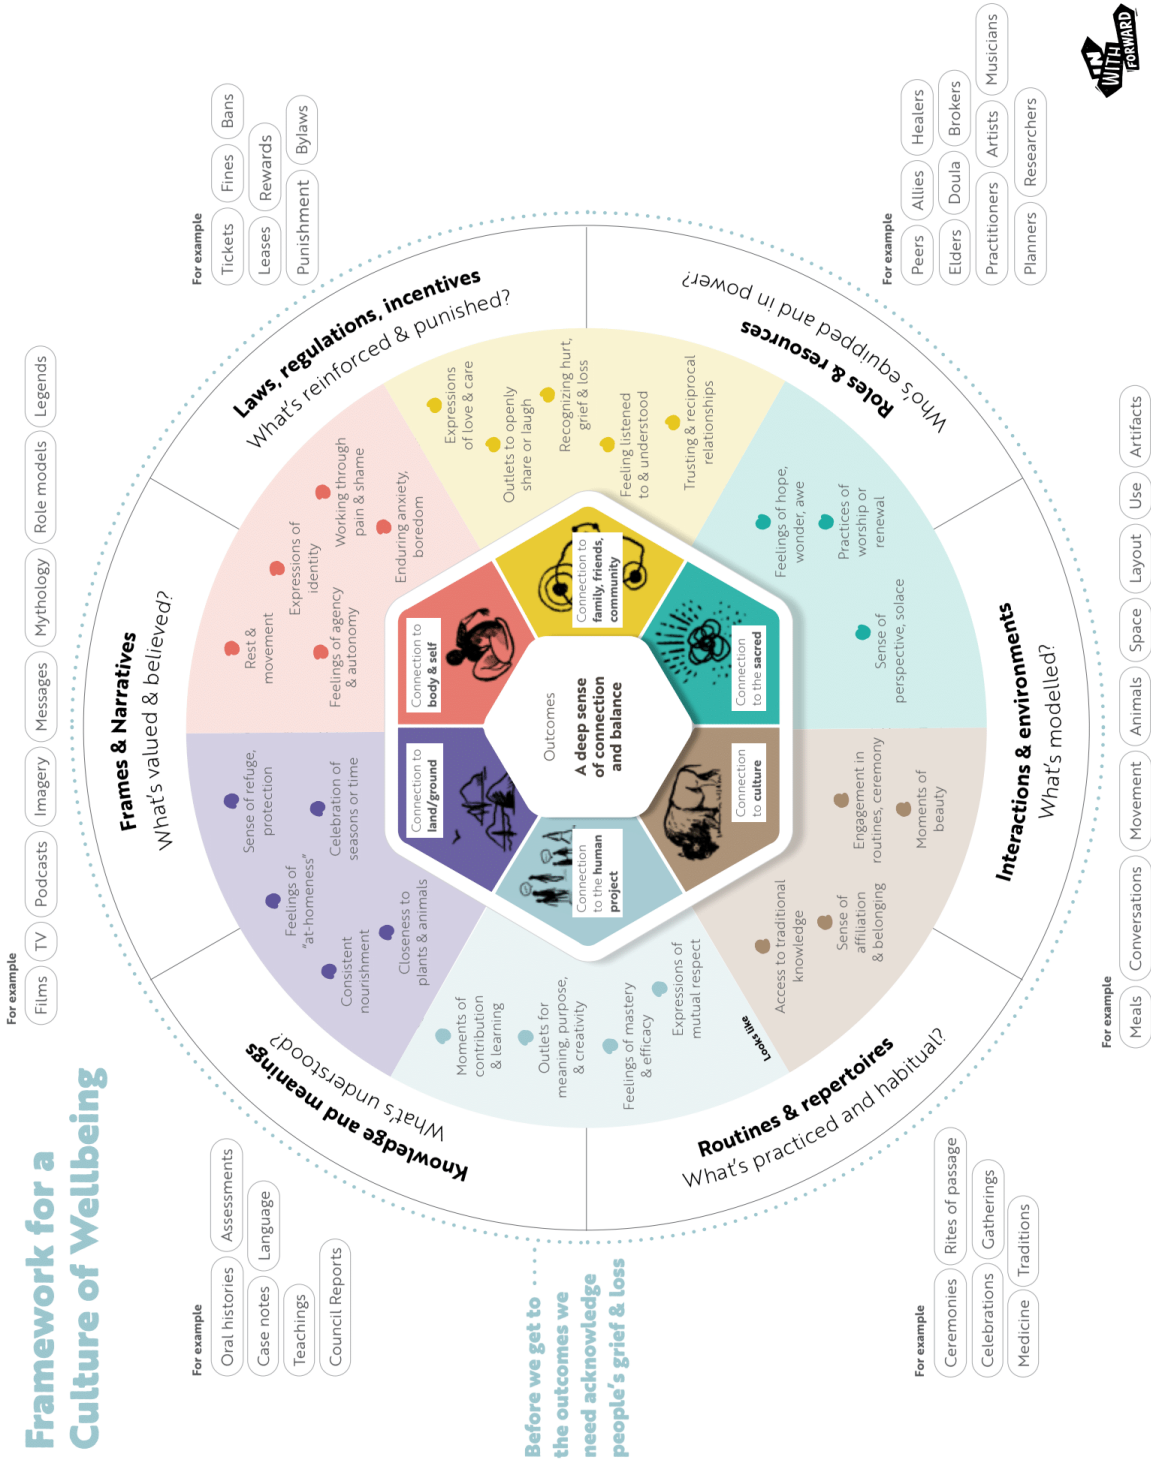 Framework for a
Culture of Wellbeing
For example
Films
TV
Podcasts
Imagery
Messages
Mythology
Role models
Legends
Frames & Narratives
What's valued & believed?
For example
Tickets
Fines
Bans
Leases
Rewards
Punishment
Bylaws
Laws, regulations, incentives
What's reinforced & punished?
For example
Peers
Allies
Healers
Elders
Doula
Brokers
Practitioners
Artists
Musicians
Planners
Researchers
Roles & resources
Who's equipped and in power?
For example
Meals
Conversations
Movement
Animals
Space
Layout
Use
Artifacts
Interactions & environments
What's modelled?
For example
Ceremonies
Rites of passage
Celebrations
Gatherings
Medicine
Traditions
Routines & repertoires
What's practiced and habitual?
For example
Oral histories
Assessments
Case notes
Language
Teachings
Council Reports
Knowledge and meanings
What's understood?
Before we get to
the outcomes we
need acknowledge
people's grief & loss
Sense of refuge,
protection
Feelings of
"at-homeness"
Celebration of
seasons or time
Consistent
nourishment
Closeness to
plants & animals
Rest &
movement
Expressions of
identity
Feelings of agency
& autonomy
Working through
pain & shame
Enduring anxiety,
boredom
Expressions
of love & care
Outlets to openly
share or laugh
Recognizing hurt,
grief & loss
Feeling listened
to & understood
Trusting & reciprocal
relationships
Feelings of hope,
wonder, awe
Practices of
worship or
renewal
Sense of
perspective, solace
Engagement in
routines, ceremony
Moments of
beauty
Access to traditional
knowledge
Sense of
affiliation
& belonging
Looks like
Moments of
contribution
& learning
Outlets for
meaning, purpose,
& creativity
Feelings of mastery
& efficacy
Expressions of
mutual respect
Connection to
land/ground
Connection to
body & self
Connection to
family, friends,
community
Connection
to the sacred
Connection
to culture
Connection
to the human
project
Outcomes
A deep sense
of connection
and balance
IN
WITH
FORWARD